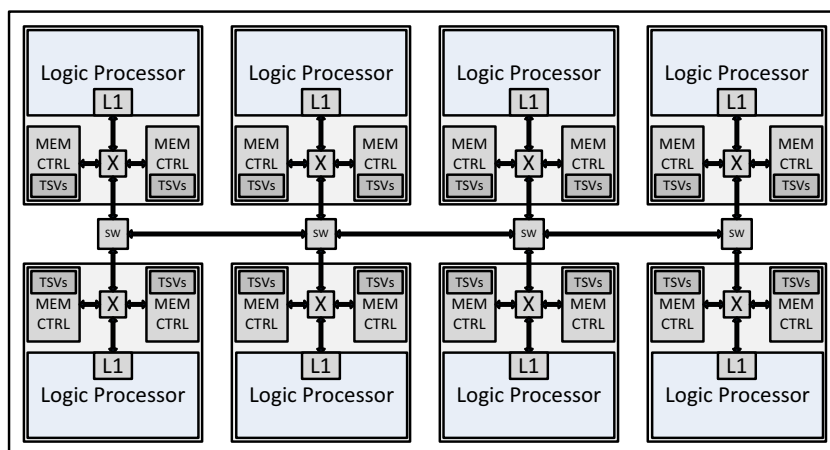 Logic Processor Logic Processor Logic Processor Logic Processor
L1 L1 L1 L1
MEM MEM MEM MEM MEM MEM MEM MEM
CTRL X CTRL CTRL X CTRL CTRL X CTRL CTRL X CTRL
TSVs TSVs TSVs TSVs TSVs TSVs TSVs TSVs
SW SW SW SW
TSVs TSVs TSVs TSVs TSVs TSVs TSVs TSVs
MEM X MEM MEM X MEM MEM X MEM MEM X MEM
CTRL CTRL CTRL CTRL CTRL CTRL CTRL CTRL
L1 L1 L1 L1
Logic Processor Logic Processor Logic Processor Logic Processor